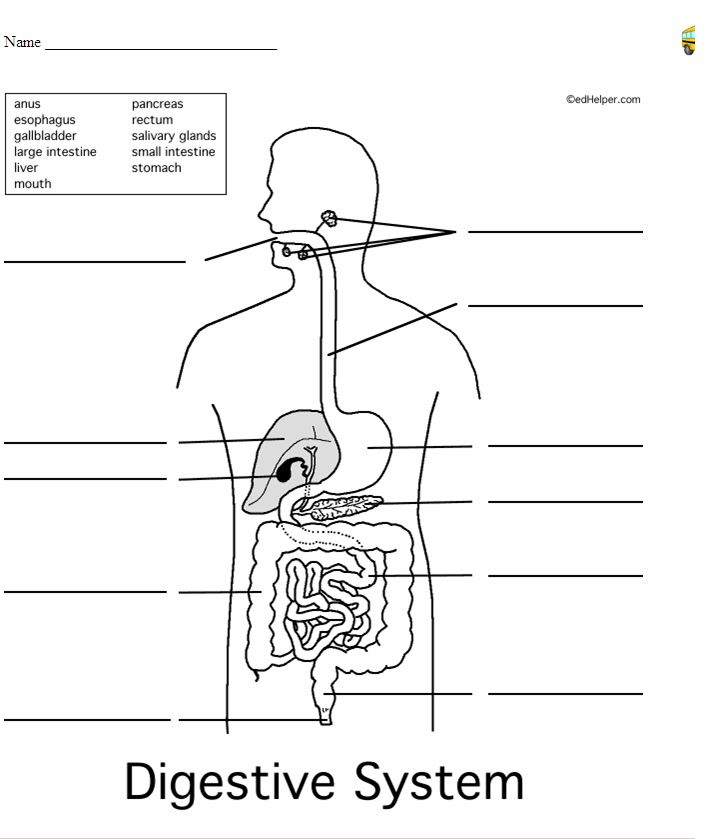 Name
©edHelper.com
anus
esophagus
gallbladder
large intestine
liver
mouth
pancreas
rectum
salivary glands
small intestine
stomach
Digestive System